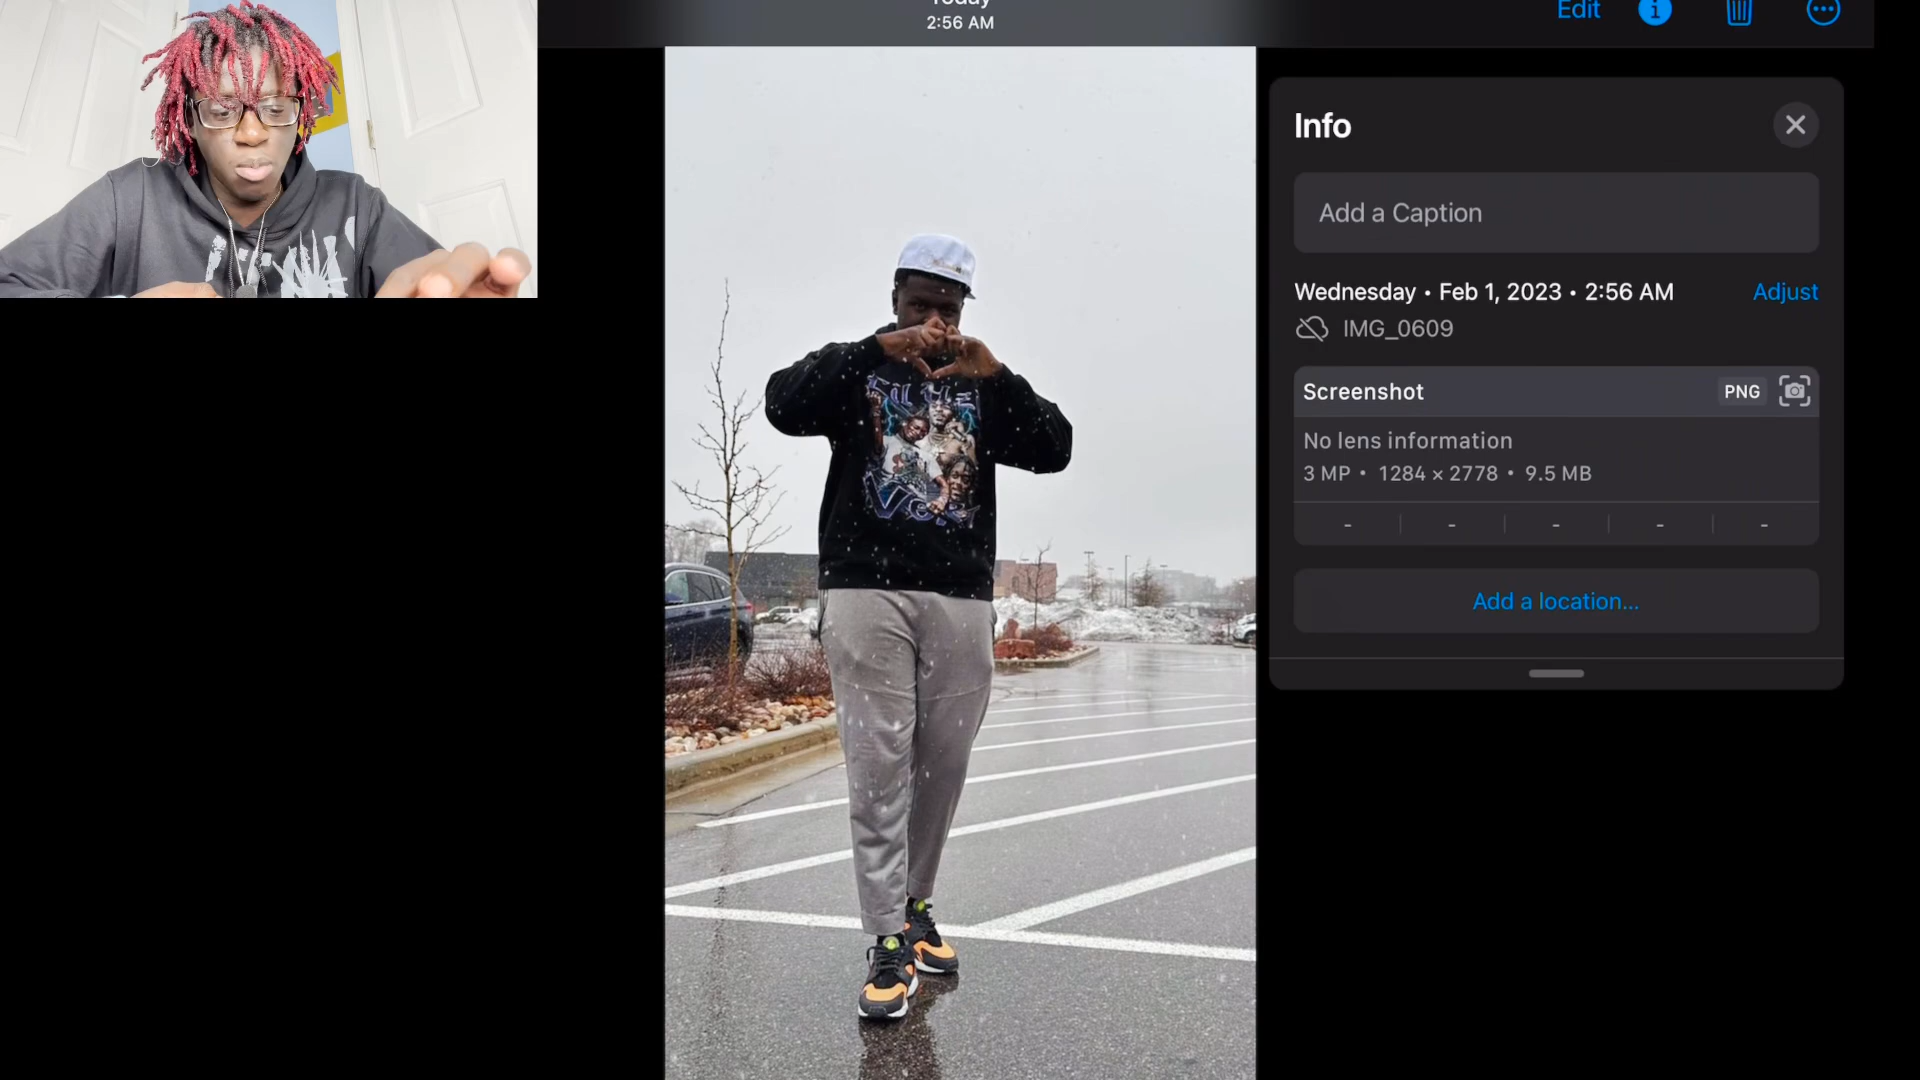 Today
2:56 AM
Edit
Info
Add a Caption
Wednesday • Feb 1, 2023 • 2:56 AM
Adjust
IMG_0609
Screenshot
PNG
No lens information
3 MP • 1284 × 2778 • 9.5 MB
- - - - -
Add a location...